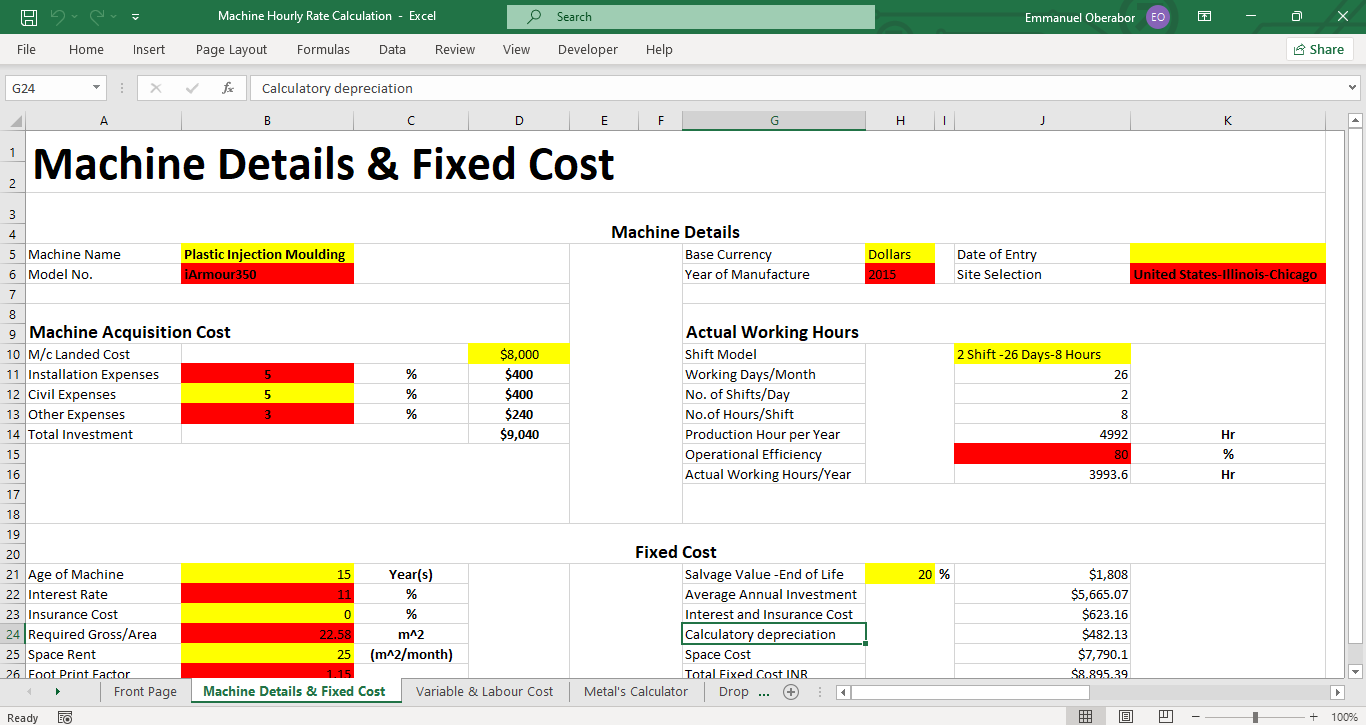 Machine Hourly Rate Calculation - Excel
Search
Emmanuel Oberabor EO
File Home Insert Page Layout Formulas Data Review View Developer Help Share
G24 fx Calculatory depreciation
A B C D E F G H I J K
1 Machine Details & Fixed Cost
2
3
4 Machine Details
5 Machine Name Plastic Injection Moulding Base Currency Dollars Date of Entry
6 Model No. iArmour350 Year of Manufacture 2015 Site Selection United States-Illinois-Chicago
7
8
9 Machine Acquisition Cost Actual Working Hours
10 M/c Landed Cost $8,000 Shift Model 2 Shift -26 Days-8 Hours
11 Installation Expenses 5 % $400 Working Days/Month 26
12 Civil Expenses 5 % $400 No. of Shifts/Day 2
13 Other Expenses 3 % $240 No.of Hours/Shift 8
14 Total Investment $9,040 Production Hour per Year 4992 Hr
15 Operational Efficiency 80 %
16 Actual Working Hours/Year 3993.6 Hr
17
18
19
20 Fixed Cost
21 Age of Machine 15 Year(s) Salvage Value -End of Life 20 % $1,808
22 Interest Rate 11 % Average Annual Investment $5,665.07
23 Insurance Cost 0 % Interest and Insurance Cost $623.16
24 Required Gross/Area 22.58 m^2 Calculatory depreciation $482.13
25 Space Rent 25 (m^2/month) Space Cost $7,790.1
26 Foot Print Factor 1.15 Total Fixed Cost INR $8,895.39
Front Page Machine Details & Fixed Cost Variable & Labour Cost Metal's Calculator Drop ...
Ready 100%